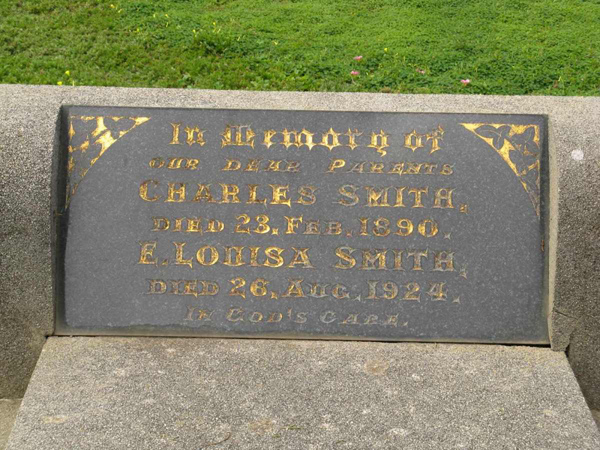 In Memory of
OUR DEAR PARENTS
CHARLES SMITH,
DIED 23, FEB. 1890.
E. LOUISA SMITH,
DIED 26, AUG. 1924.
IN GOD'S CARE.